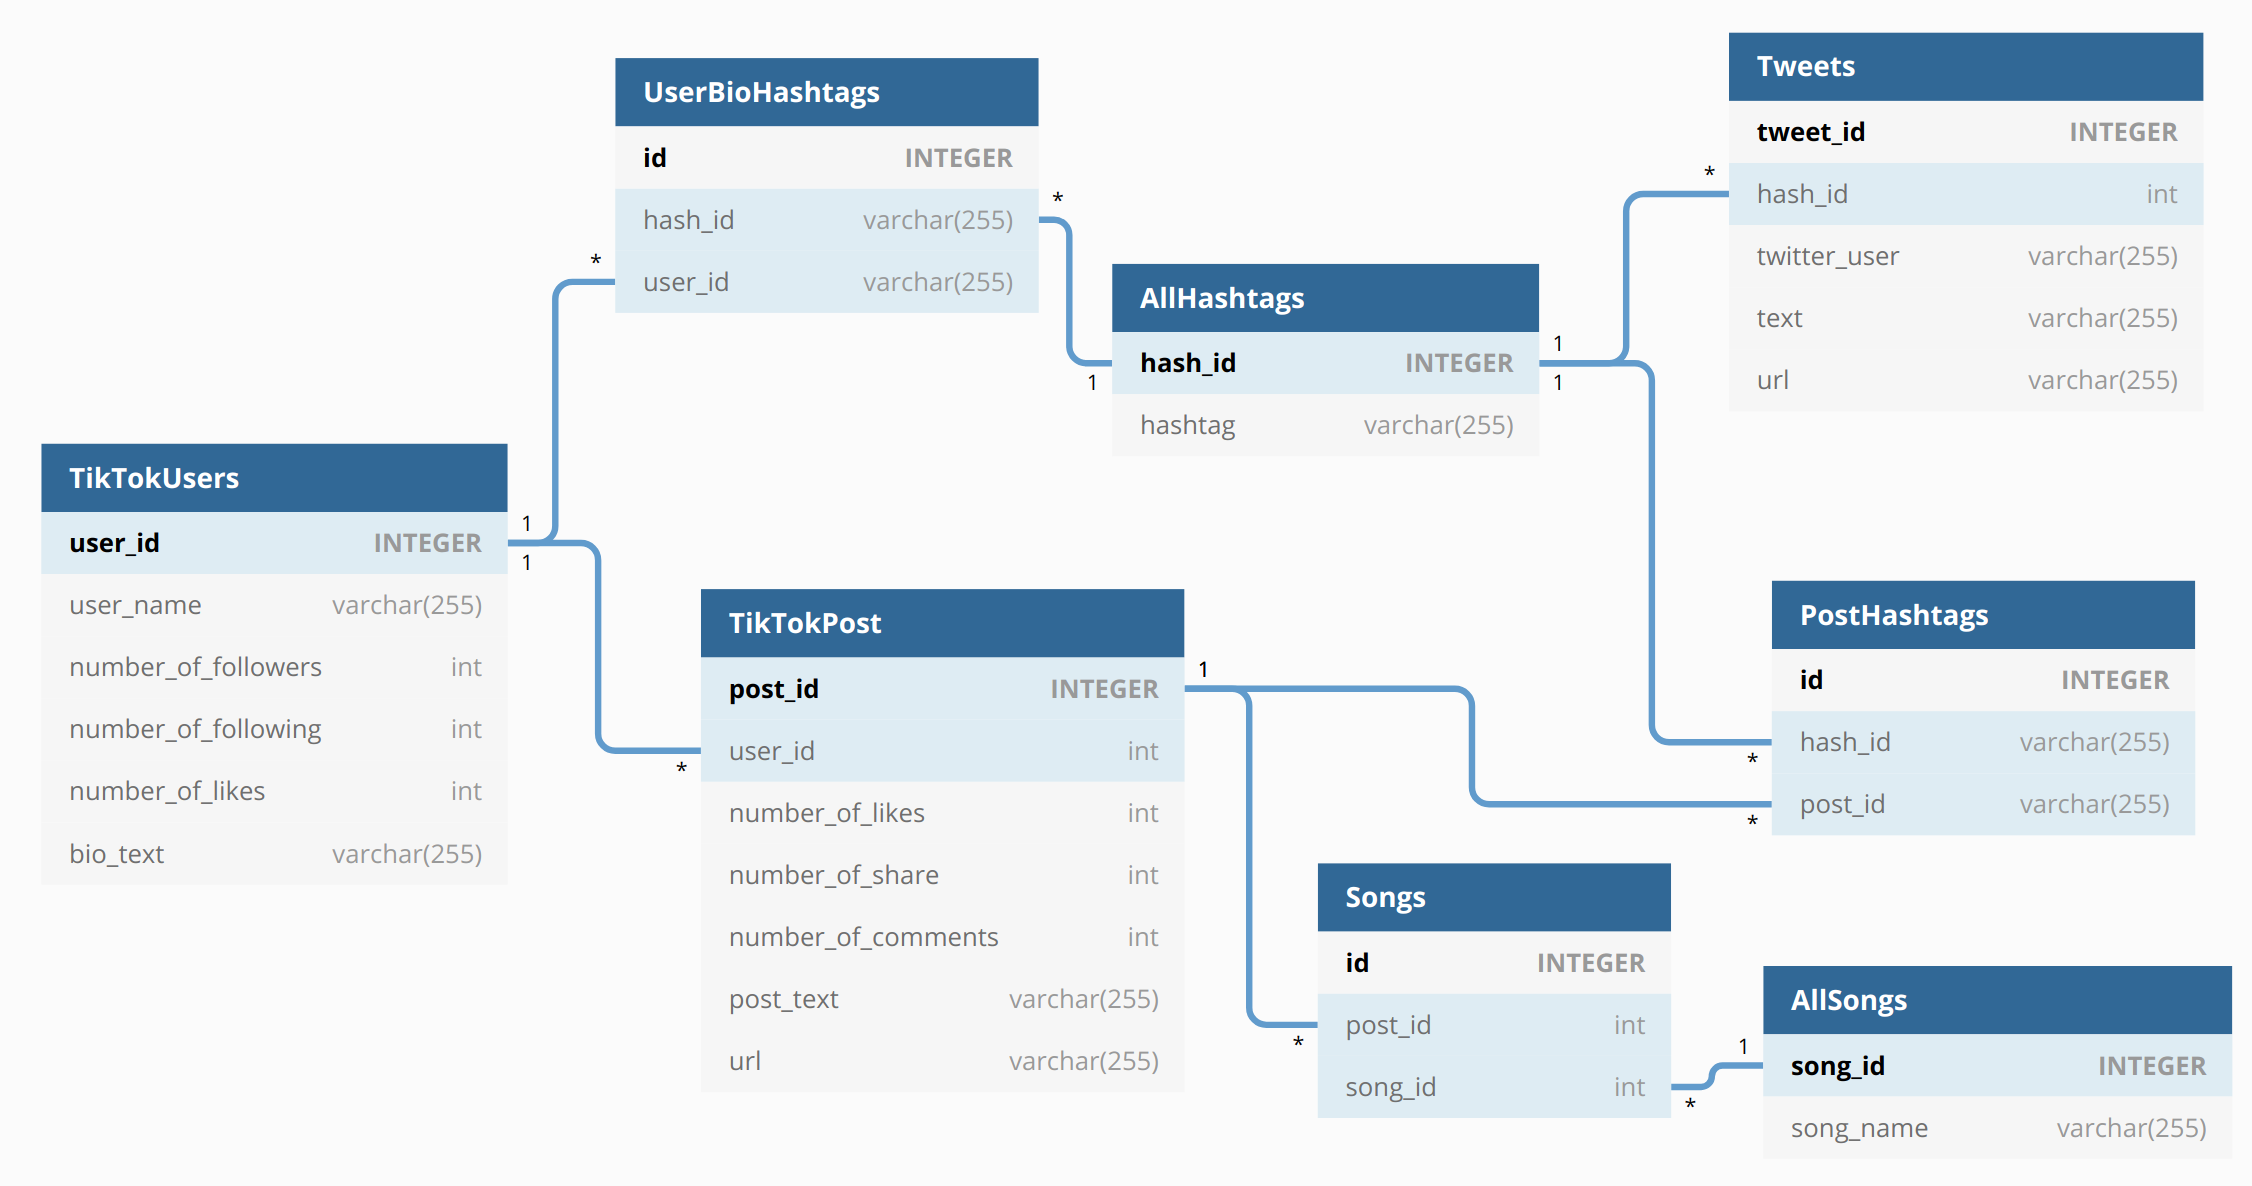 UserBioHashtags
id INTEGER
hash_id varchar(255)
user_id varchar(255)
*
*
Tweets
tweet_id INTEGER
hash_id int
twitter_user varchar(255)
text varchar(255)
url varchar(255)
*
AllHashtags
hash_id INTEGER
hashtag varchar(255)
1
1
1
TikTokUsers
user_id INTEGER
user_name varchar(255)
number_of_followers int
number_of_following int
number_of_likes int
bio_text varchar(255)
1
1
TikTokPost
post_id INTEGER
user_id int
number_of_likes int
number_of_share int
number_of_comments int
post_text varchar(255)
url varchar(255)
1
*
PostHashtags
id INTEGER
hash_id varchar(255)
post_id varchar(255)
*
*
Songs
id INTEGER
post_id int
song_id int
*
*
AllSongs
song_id INTEGER
song_name varchar(255)
1